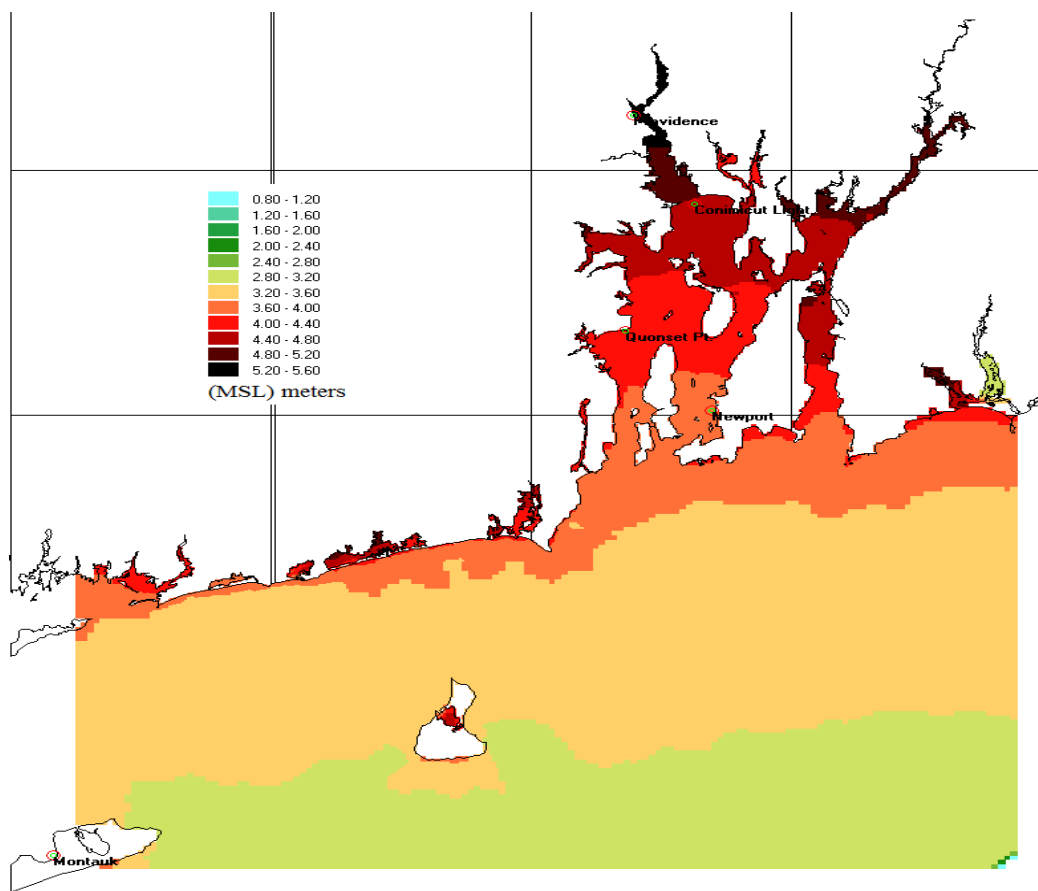 Providence
0.80 - 1.20
1.20 - 1.60
1.60 - 2.00
2.00 - 2.40
2.40 - 2.80
2.80 - 3.20
3.20 - 3.60
3.60 - 4.00
4.00 - 4.40
4.40 - 4.80
4.80 - 5.20
5.20 - 5.60
(MSL) meters
Conimicut Light
Quonset Pt.
Newport
Montauk